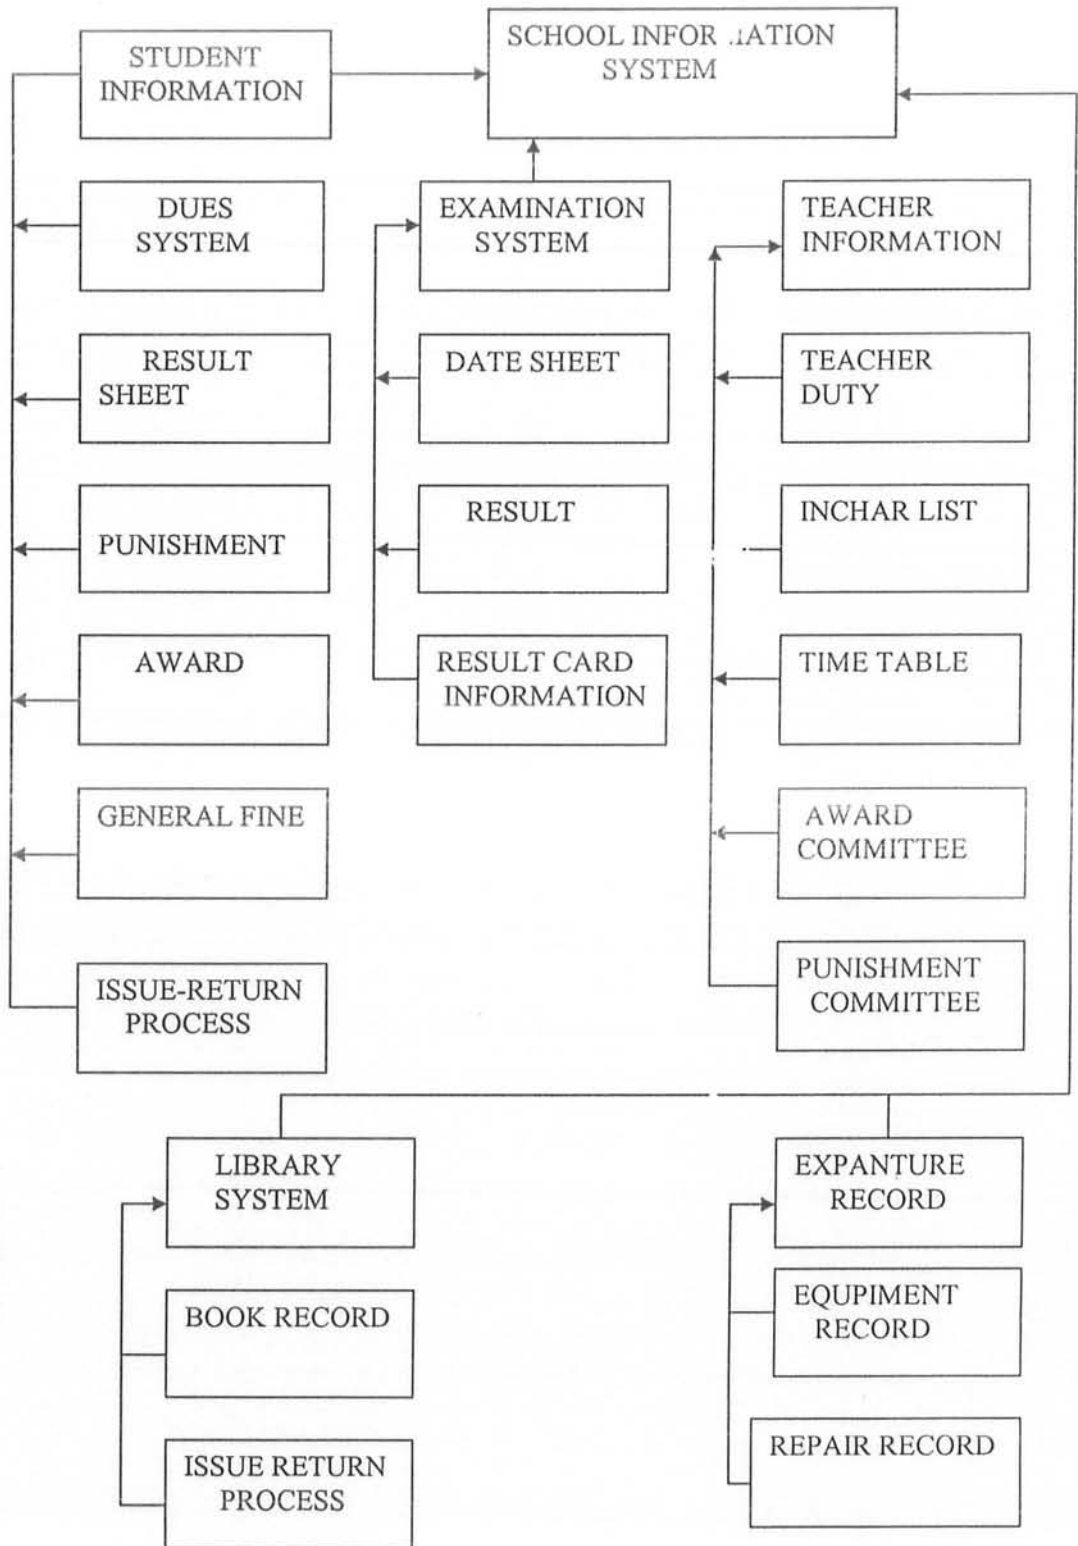 STUDENT
INFORMATION
SCHOOL INFOR .IATION
SYSTEM
DUES
SYSTEM
EXAMINATION
SYSTEM
TEACHER
INFORMATION
RESULT
SHEET
DATE SHEET
TEACHER
DUTY
PUNISHMENT
RESULT
INCHAR LIST
AWARD
RESULT CARD
INFORMATION
TIME TABLE
GENERAL FINE
AWARD
COMMITTEE
ISSUE-RETURN
PROCESS
PUNISHMENT
COMMITTEE
LIBRARY
SYSTEM
EXPANTURE
RECORD
BOOK RECORD
EQUPIMENT
RECORD
ISSUE RETURN
PROCESS
REPAIR RECORD